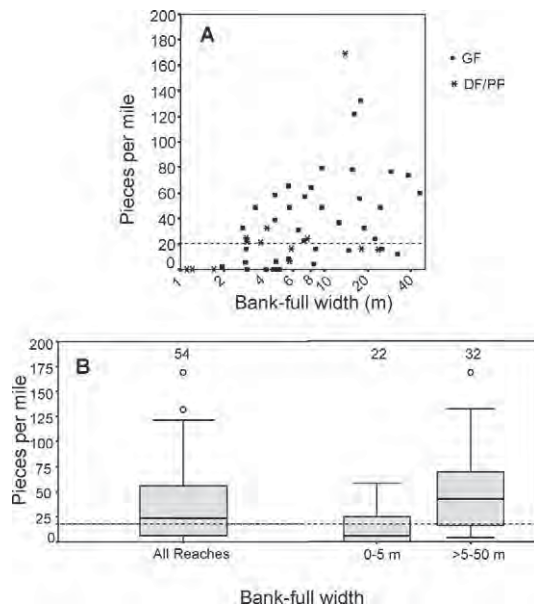 A
200
180
160
140
120
100
80
60
40
20
0
Pieces per mile
1 2 4 6 8 10 20 40
Bank-full width (m)
GF
DF/PP
B
54 22 32
200
175
150
125
100
75
50
25
0
Pieces per mile
All Reaches 0-5 m >5-50 m
Bank-full width